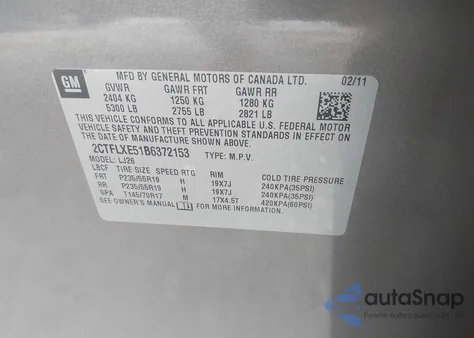 GM
MFD BY GENERAL MOTORS OF CANADA LTD. 02/11
GVWR GAWR FRT GAWR RR
2404 KG 1250 KG 1280 KG
5300 LB 2755 LB 2821 LB
THIS VEHICLE CONFORMS TO ALL APPLICABLE U.S. FEDERAL
MOTOR VEHICLE SAFETY, BUMPER, AND THEFT PREVENTION
STANDARDS IN EFFECT ON THE DATE OF MANUFACTURE SHOWN ABOVE.
2CTFLXE51B6372153 TYPE: M.P.V.
MODEL: LJ26
LBCF TIRE SIZE SPEED RTG RIM COLD TIRE PRESSURE
FRT P235/55R19 H 19X7J 240KPA(35PSI)
RR P235/55R19 H 19X7J 240KPA(35PSI)
SPA T145/70R17 M 17X4.5T 420KPA(60PSI)
SEE OWNER'S MANUAL FOR MORE INFORMATION.
autoSnap